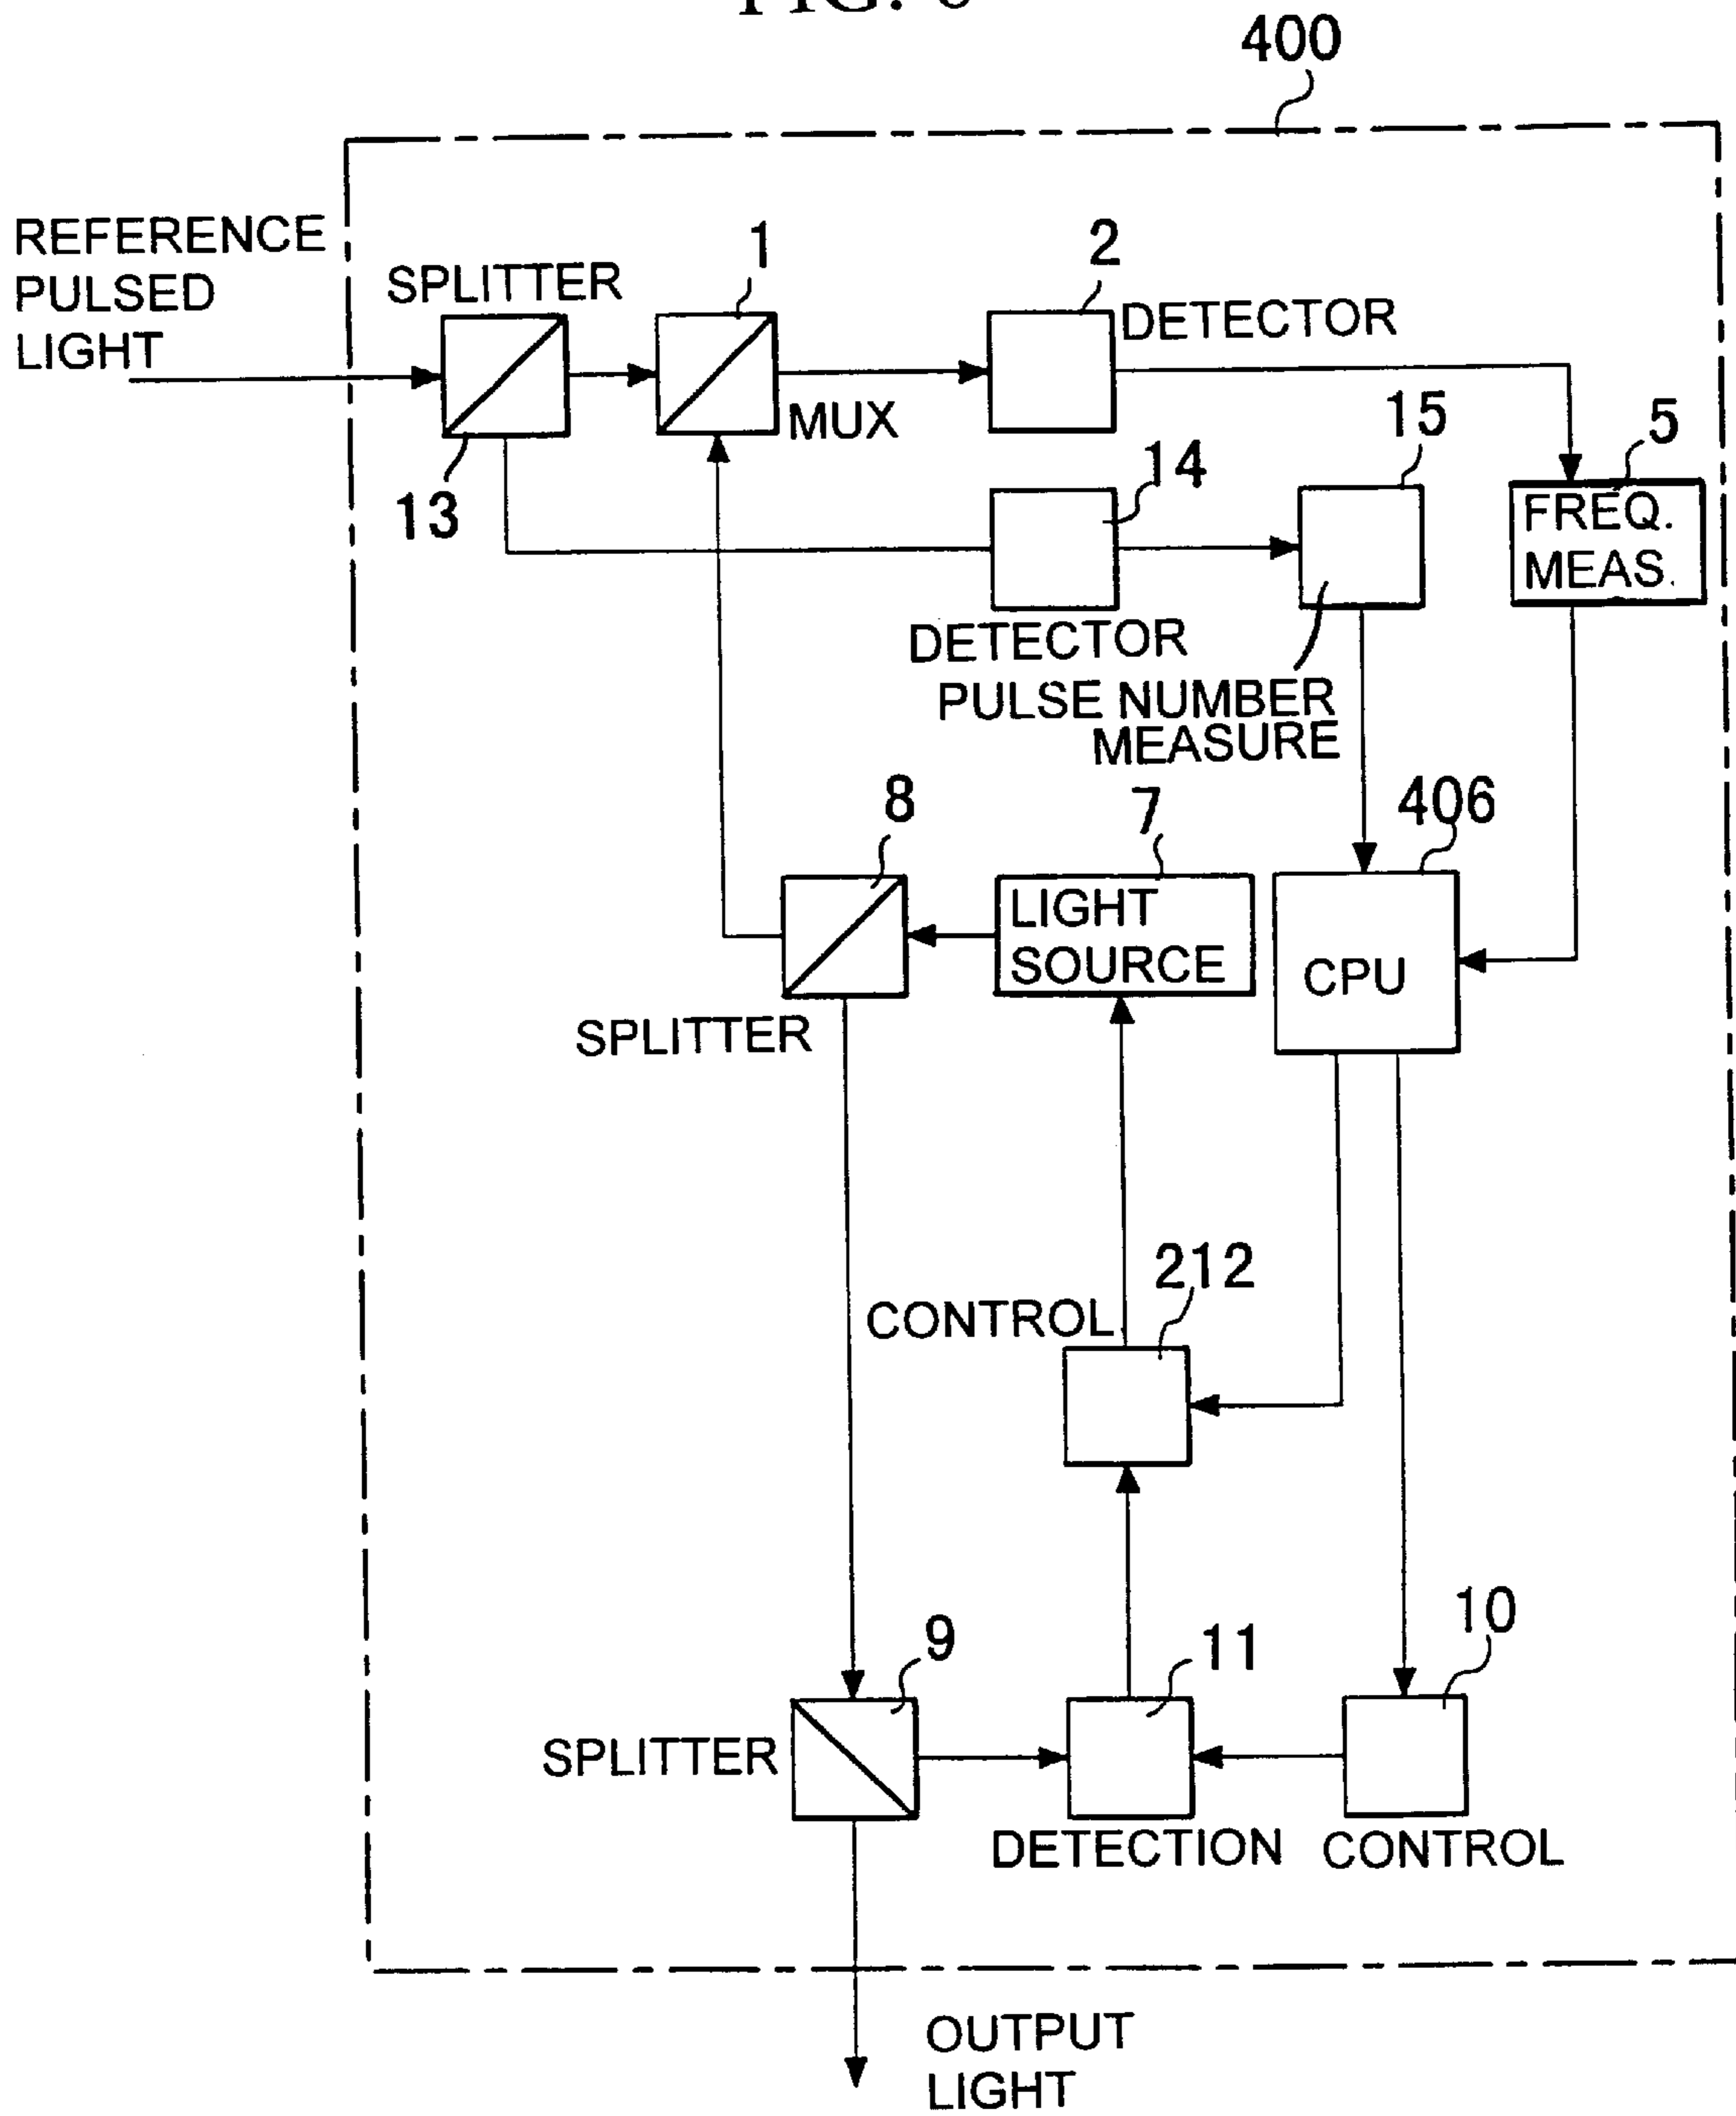 400
REFERENCE
PULSED
LIGHT
SPLITTER
1
2
DETECTOR
MUX
13
14
15
5
FREQ.
MEAS.
DETECTOR
PULSE NUMBER
MEASURE
8
7
406
LIGHT
SOURCE
CPU
SPLITTER
212
CONTROL
9
11
10
SPLITTER
DETECTION
CONTROL
OUTPUT
LIGHT